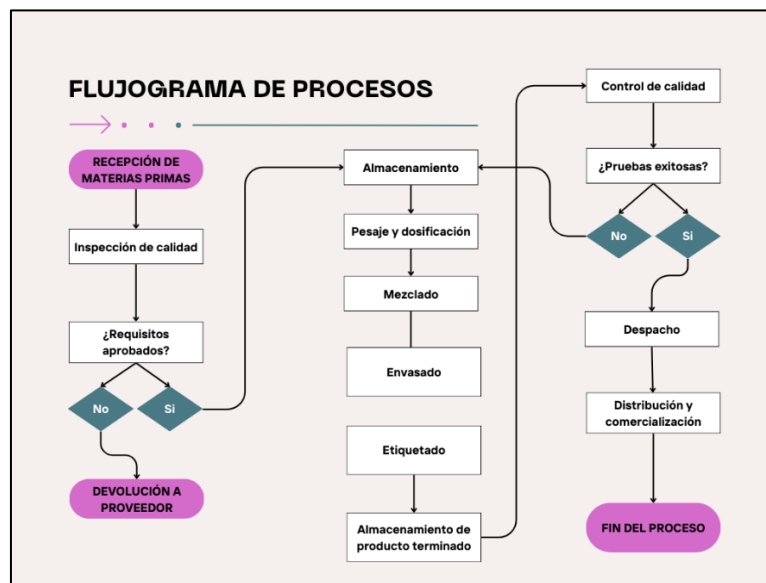 FLUJOGRAMA DE PROCESOS
RECEPCIÓN DE
MATERIAS PRIMAS
Inspección de calidad
¿Requisitos
aprobados?
No
Si
DEVOLUCIÓN A
PROVEEDOR
Almacenamiento
Pesaje y dosificación
Mezclado
Envasado
Etiquetado
Almacenamiento de
producto terminado
Control de calidad
¿Pruebas exitosas?
No
Si
Despacho
Distribución y
comercialización
FIN DEL PROCESO